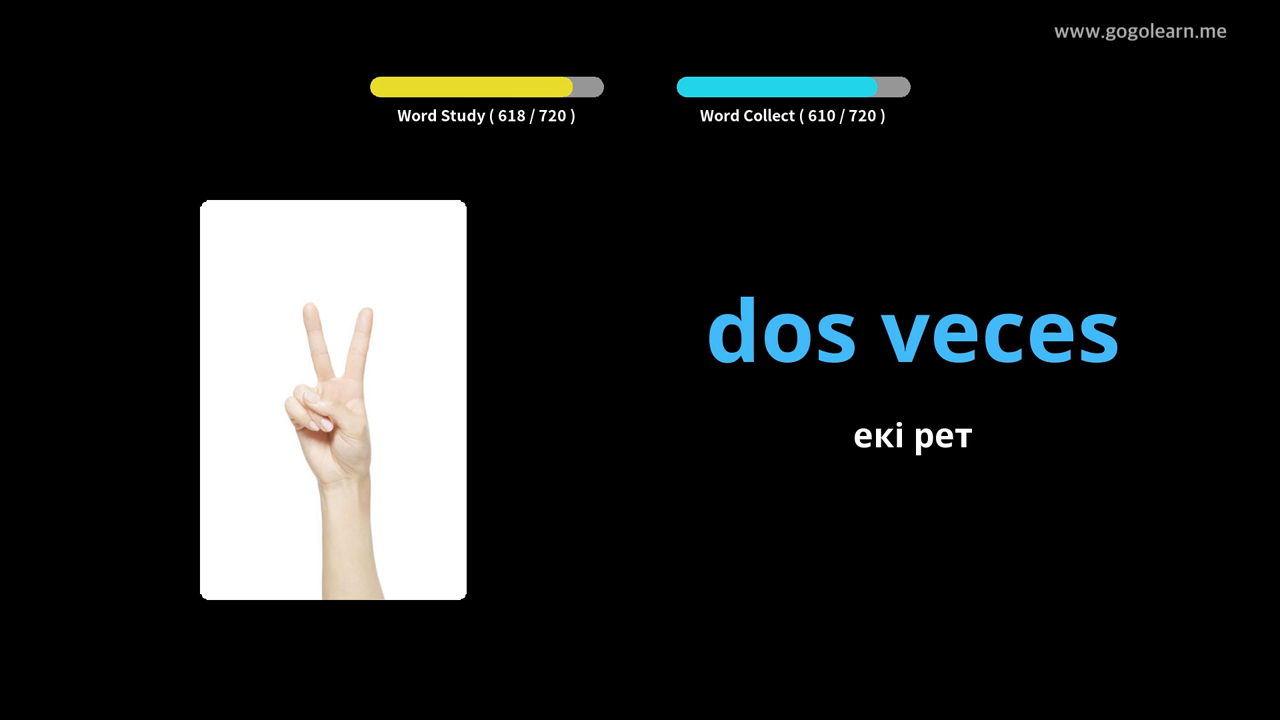 www.gogolearn.me
Word Study ( 618 / 720 )
Word Collect ( 610 / 720 )
dos veces
екі рет